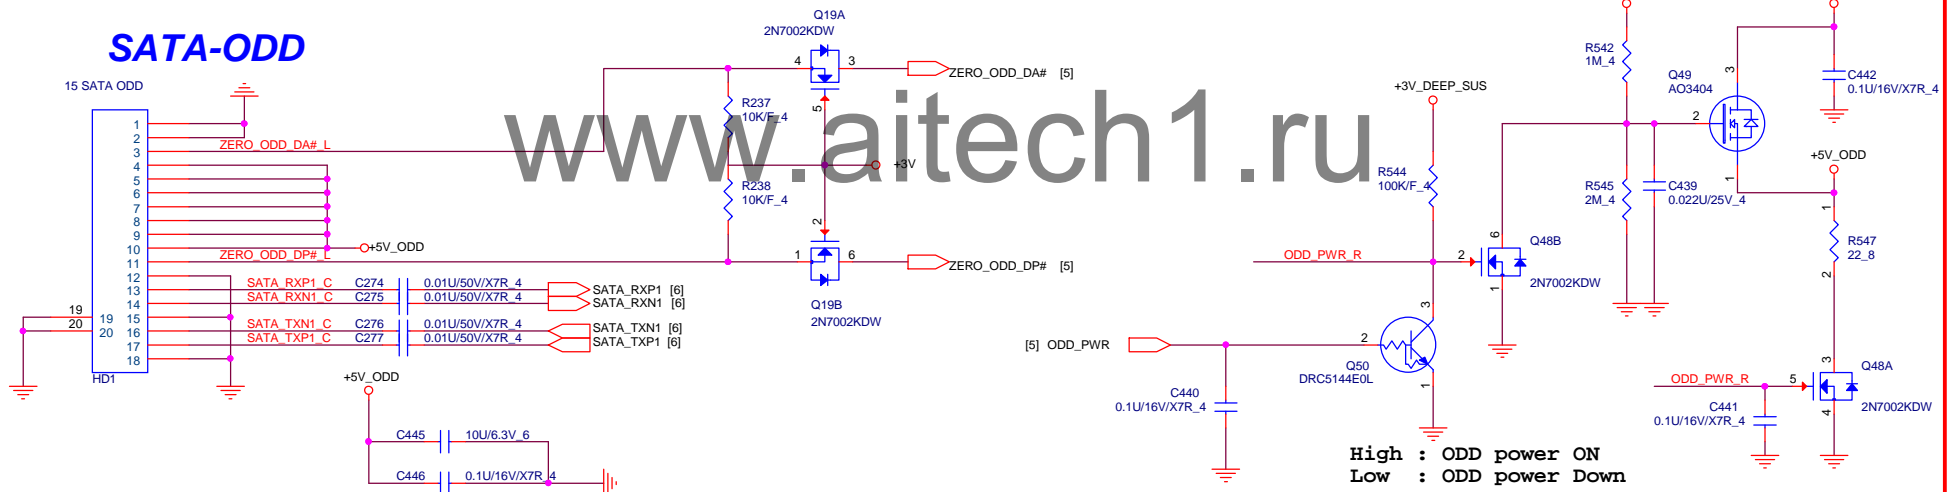 SATA-ODD
15 SATA ODD
1
2
3
4
5
6
7
8
9
10
11
12
13
14
15
16
17
18
19
20
19
20
HD1
ZERO_ODD_DA#_L
+5V_ODD
ZERO_ODD_DP#_L
SATA_RXP1_C C274 0.01U/50V/X7R_4 SATA_RXP1 [6]
SATA_RXN1_C C275 0.01U/50V/X7R_4 SATA_RXN1 [6]
SATA_TXN1_C C276 0.01U/50V/X7R_4 SATA_TXN1 [6]
SATA_TXP1_C C277 0.01U/50V/X7R_4 SATA_TXP1 [6]
+5V_ODD
C445 10U/6.3V_6
C446 0.1U/16V/X7R_4
Q19A
2N7002KDW
4
3
5
ZERO_ODD_DA# [5]
R237
10K/F_4
+3V
R238
10K/F_4
2
1
6
ZERO_ODD_DP# [5]
Q19B
2N7002KDW
www.aitech1.ru
+3V_DEEP_SUS
R544
100K/F_4
ODD_PWR_R
2
6
1
Q48B
2N7002KDW
[5] ODD_PWR
2
3
1
Q50
DRC5144E0L
C440
0.1U/16V/X7R_4
R542
1M_4
R545
2M_4
C439
0.022U/25V_4
Q49
AO3404
3
2
1
C442
0.1U/16V/X7R_4
+5V_ODD
1
R547
22_8
2
ODD_PWR_R
5
3
4
Q48A
2N7002KDW
C441
0.1U/16V/X7R_4
High : ODD power ON
Low : ODD power Down